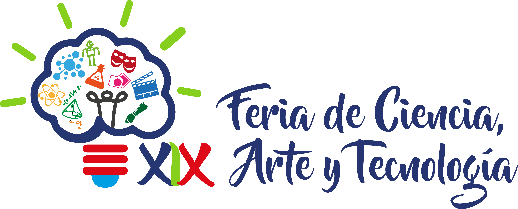 XIX
Feria de Ciencia,
Arte y Tecnología